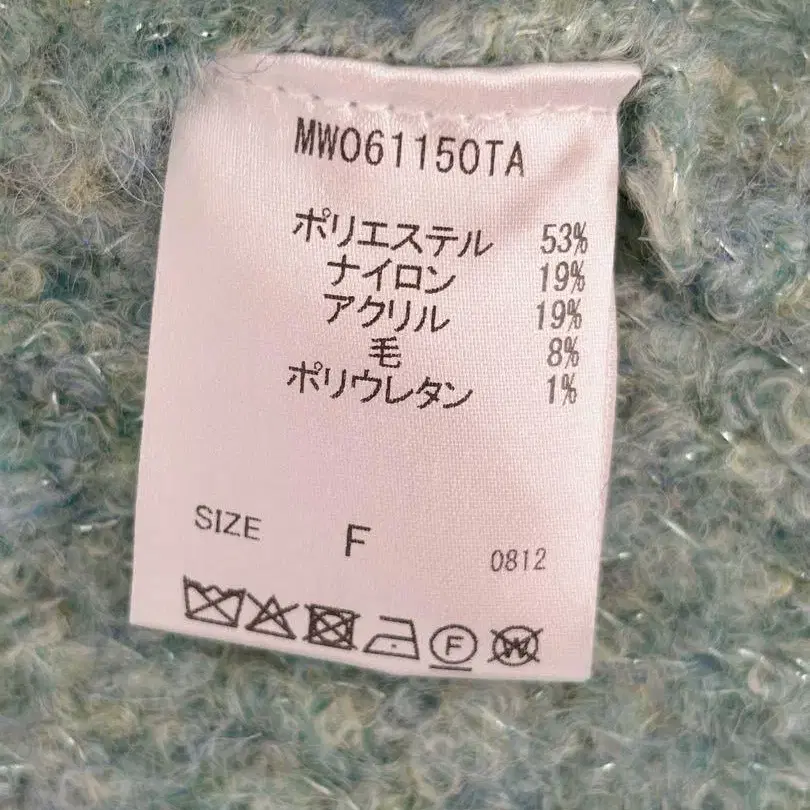 MW061150TA
ポリエステル 53%
ナイロン 19%
アクリル 19%
毛 8%
ポリウレタン 1%
SIZE F
0812
F W